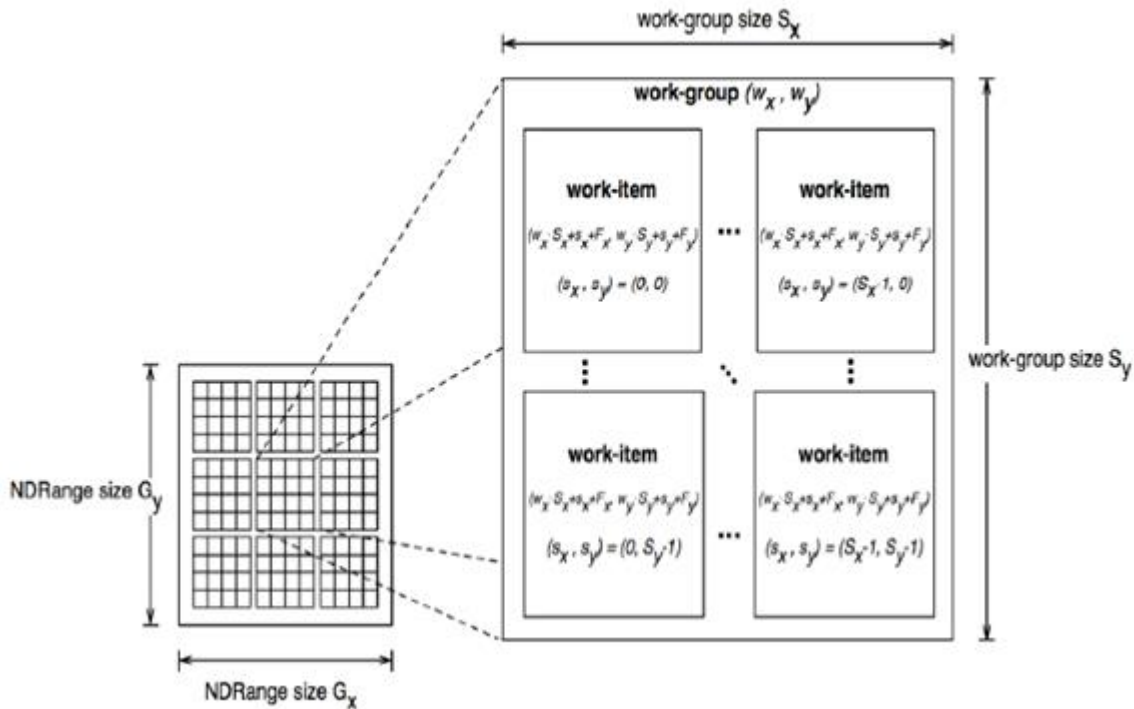 work-group size Sx
work-group (wx , wy)
work-item
(wx·Sx+sx+Fx, wy·Sy+sy+Fy)
(sx , sy) = (0, 0)
...
work-item
(wx·Sx+sx+Fx, wy·Sy+sy+Fy)
(sx , sy) = (Sx-1, 0)
work-group size Sy
work-item
(wx·Sx+sx+Fx, wy·Sy+sy+Fy)
(sx , sy) = (0, Sy-1)
...
work-item
(wx·Sx+sx+Fx, wy·Sy+sy+Fy)
(sx , sy) = (Sx-1, Sy-1)
NDRange size Gy
NDRange size Gx